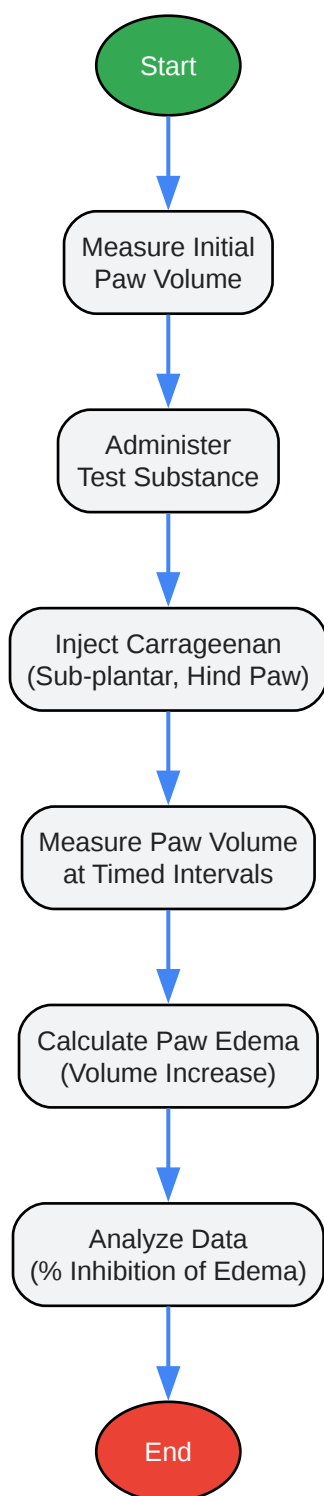 Start
Measure Initial
Paw Volume
Administer
Test Substance
Inject Carrageenan
(Sub-plantar, Hind Paw)
Measure Paw Volume
at Timed Intervals
Calculate Paw Edema
(Volume Increase)
Analyze Data
(% Inhibition of Edema)
End